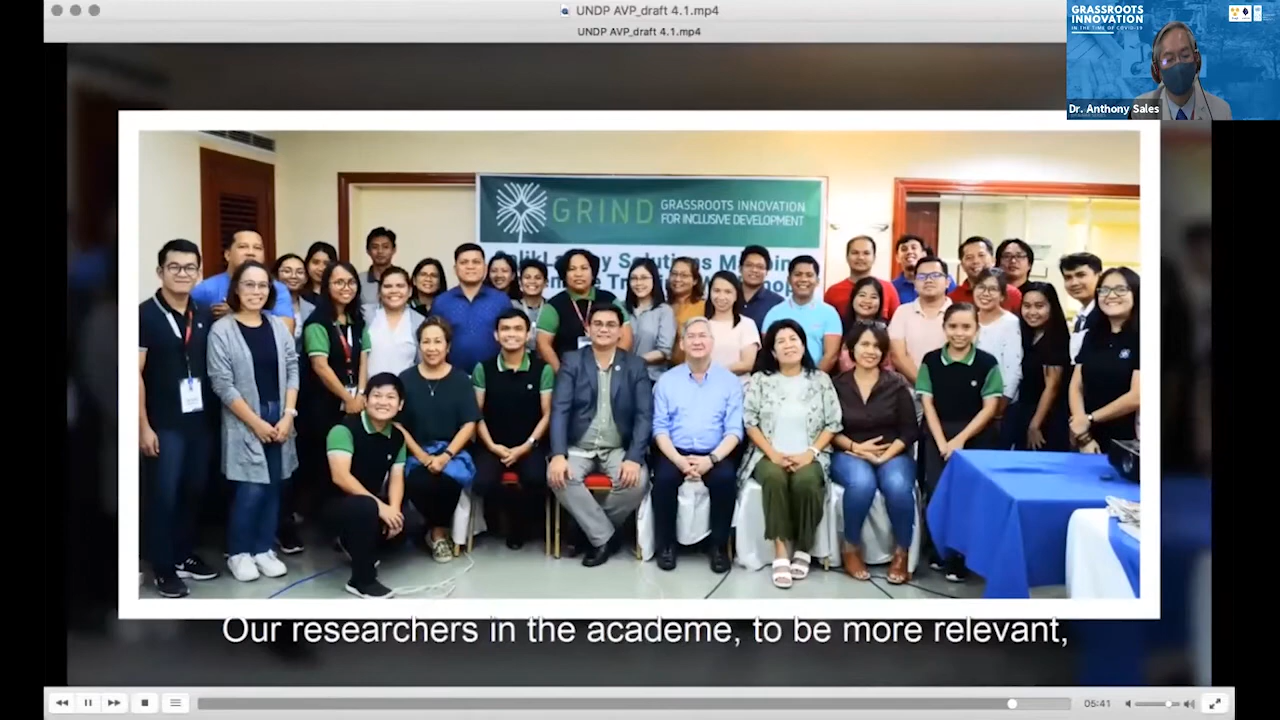 UNDP AVP_draft 4.1.mp4
UNDP AVP_draft 4.1.mp4
GRASSROOTS
INNOVATION
IN THE TIME OF COVID-19
Dr. Anthony Sales
GRIND
GRASSROOTS INNOVATION
FOR INCLUSIVE DEVELOPMENT
Solutions
Our researchers in the academe, to be more relevant,
05:41